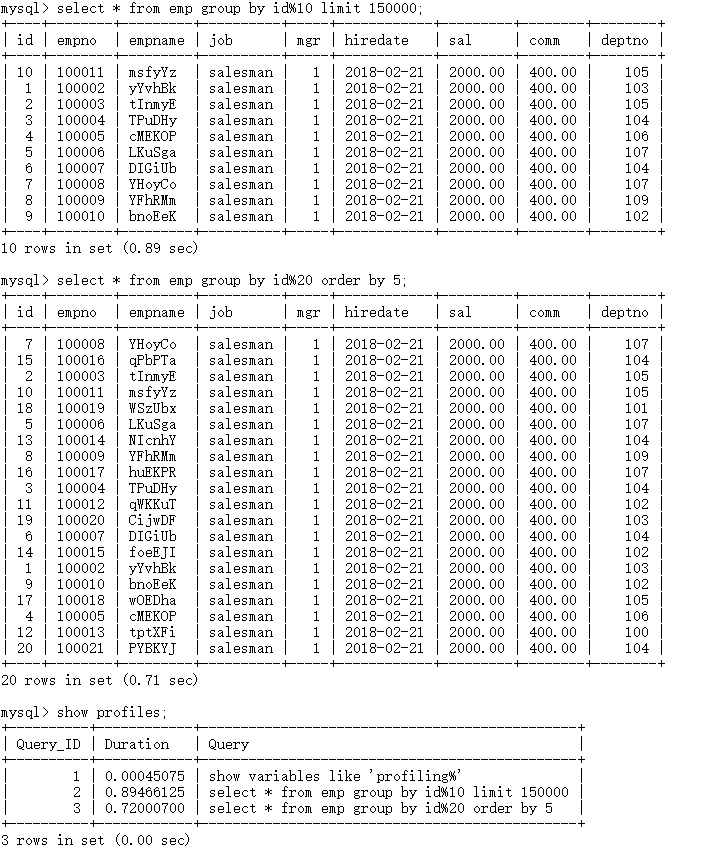 mysql> select * from emp group by id%10 limit 150000;
+----+--------+---------+----------+-----+------------+---------+--------+--------+
| id | empno  | empname | job      | mgr | hiredate   | sal     | comm   | deptno |
+----+--------+---------+----------+-----+------------+---------+--------+--------+
| 10 | 100011 | msfyYz  | salesman |   1 | 2018-02-21 | 2000.00 | 400.00 |    105 |
|  1 | 100002 | yYvhBk  | salesman |   1 | 2018-02-21 | 2000.00 | 400.00 |    103 |
|  2 | 100003 | tInmyE  | salesman |   1 | 2018-02-21 | 2000.00 | 400.00 |    105 |
|  3 | 100004 | TPuDHy  | salesman |   1 | 2018-02-21 | 2000.00 | 400.00 |    104 |
|  4 | 100005 | cMEKOP  | salesman |   1 | 2018-02-21 | 2000.00 | 400.00 |    106 |
|  5 | 100006 | LKuSga  | salesman |   1 | 2018-02-21 | 2000.00 | 400.00 |    107 |
|  6 | 100007 | DIGiUb  | salesman |   1 | 2018-02-21 | 2000.00 | 400.00 |    104 |
|  7 | 100008 | YHoyCo  | salesman |   1 | 2018-02-21 | 2000.00 | 400.00 |    107 |
|  8 | 100009 | YFhRMm  | salesman |   1 | 2018-02-21 | 2000.00 | 400.00 |    109 |
|  9 | 100010 | bnoEeK  | salesman |   1 | 2018-02-21 | 2000.00 | 400.00 |    102 |
+----+--------+---------+----------+-----+------------+---------+--------+--------+
10 rows in set (0.89 sec)
mysql> select * from emp group by id%20 order by 5;
+----+--------+---------+----------+-----+------------+---------+--------+--------+
| id | empno  | empname | job      | mgr | hiredate   | sal     | comm   | deptno |
+----+--------+---------+----------+-----+------------+---------+--------+--------+
|  7 | 100008 | YHoyCo  | salesman |   1 | 2018-02-21 | 2000.00 | 400.00 |    107 |
| 15 | 100016 | qPbPTa  | salesman |   1 | 2018-02-21 | 2000.00 | 400.00 |    104 |
|  2 | 100003 | tInmyE  | salesman |   1 | 2018-02-21 | 2000.00 | 400.00 |    105 |
| 10 | 100011 | msfyYz  | salesman |   1 | 2018-02-21 | 2000.00 | 400.00 |    105 |
| 18 | 100019 | WSzUbx  | salesman |   1 | 2018-02-21 | 2000.00 | 400.00 |    101 |
|  5 | 100006 | LKuSga  | salesman |   1 | 2018-02-21 | 2000.00 | 400.00 |    107 |
| 13 | 100014 | NIcnhY  | salesman |   1 | 2018-02-21 | 2000.00 | 400.00 |    104 |
|  8 | 100009 | YFhRMm  | salesman |   1 | 2018-02-21 | 2000.00 | 400.00 |    109 |
| 16 | 100017 | huEKPR  | salesman |   1 | 2018-02-21 | 2000.00 | 400.00 |    107 |
|  3 | 100004 | TPuDHy  | salesman |   1 | 2018-02-21 | 2000.00 | 400.00 |    104 |
| 11 | 100012 | qWKKuT  | salesman |   1 | 2018-02-21 | 2000.00 | 400.00 |    102 |
| 19 | 100020 | CijwDF  | salesman |   1 | 2018-02-21 | 2000.00 | 400.00 |    103 |
|  6 | 100007 | DIGiUb  | salesman |   1 | 2018-02-21 | 2000.00 | 400.00 |    104 |
| 14 | 100015 | foeEJI  | salesman |   1 | 2018-02-21 | 2000.00 | 400.00 |    102 |
|  1 | 100002 | yYvhBk  | salesman |   1 | 2018-02-21 | 2000.00 | 400.00 |    103 |
|  9 | 100010 | bnoEeK  | salesman |   1 | 2018-02-21 | 2000.00 | 400.00 |    102 |
| 17 | 100018 | wOEDha  | salesman |   1 | 2018-02-21 | 2000.00 | 400.00 |    105 |
|  4 | 100005 | cMEKOP  | salesman |   1 | 2018-02-21 | 2000.00 | 400.00 |    106 |
| 12 | 100013 | tptXFi  | salesman |   1 | 2018-02-21 | 2000.00 | 400.00 |    100 |
| 20 | 100021 | PYBKYJ  | salesman |   1 | 2018-02-21 | 2000.00 | 400.00 |    104 |
+----+--------+---------+----------+-----+------------+---------+--------+--------+
20 rows in set (0.71 sec)
mysql> show profiles;
+----------+------------+-----------------------------------------------+
| Query_ID | Duration   | Query                                         |
+----------+------------+-----------------------------------------------+
|        1 | 0.00045075 | show variables like 'profiling%'              |
|        2 | 0.89466125 | select * from emp group by id%10 limit 150000 |
|        3 | 0.72000700 | select * from emp group by id%20 order by 5   |
+----------+------------+-----------------------------------------------+
3 rows in set (0.00 sec)